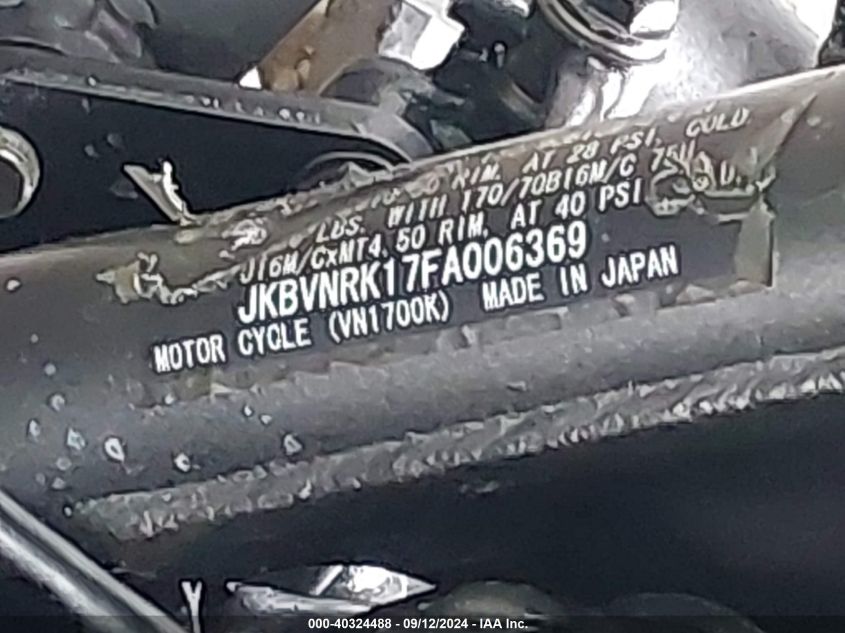 RIM, AT 28 PSI, COLD
LBS. WITH 170/70B16M/C 75H
J16M/CxMT4.50 RIM, AT 40 PSI
JKBVNRK17FA006369
MOTOR CYCLE (VN1700K) MADE IN JAPAN
000-40324488 - 09/12/2024 - IAA Inc.